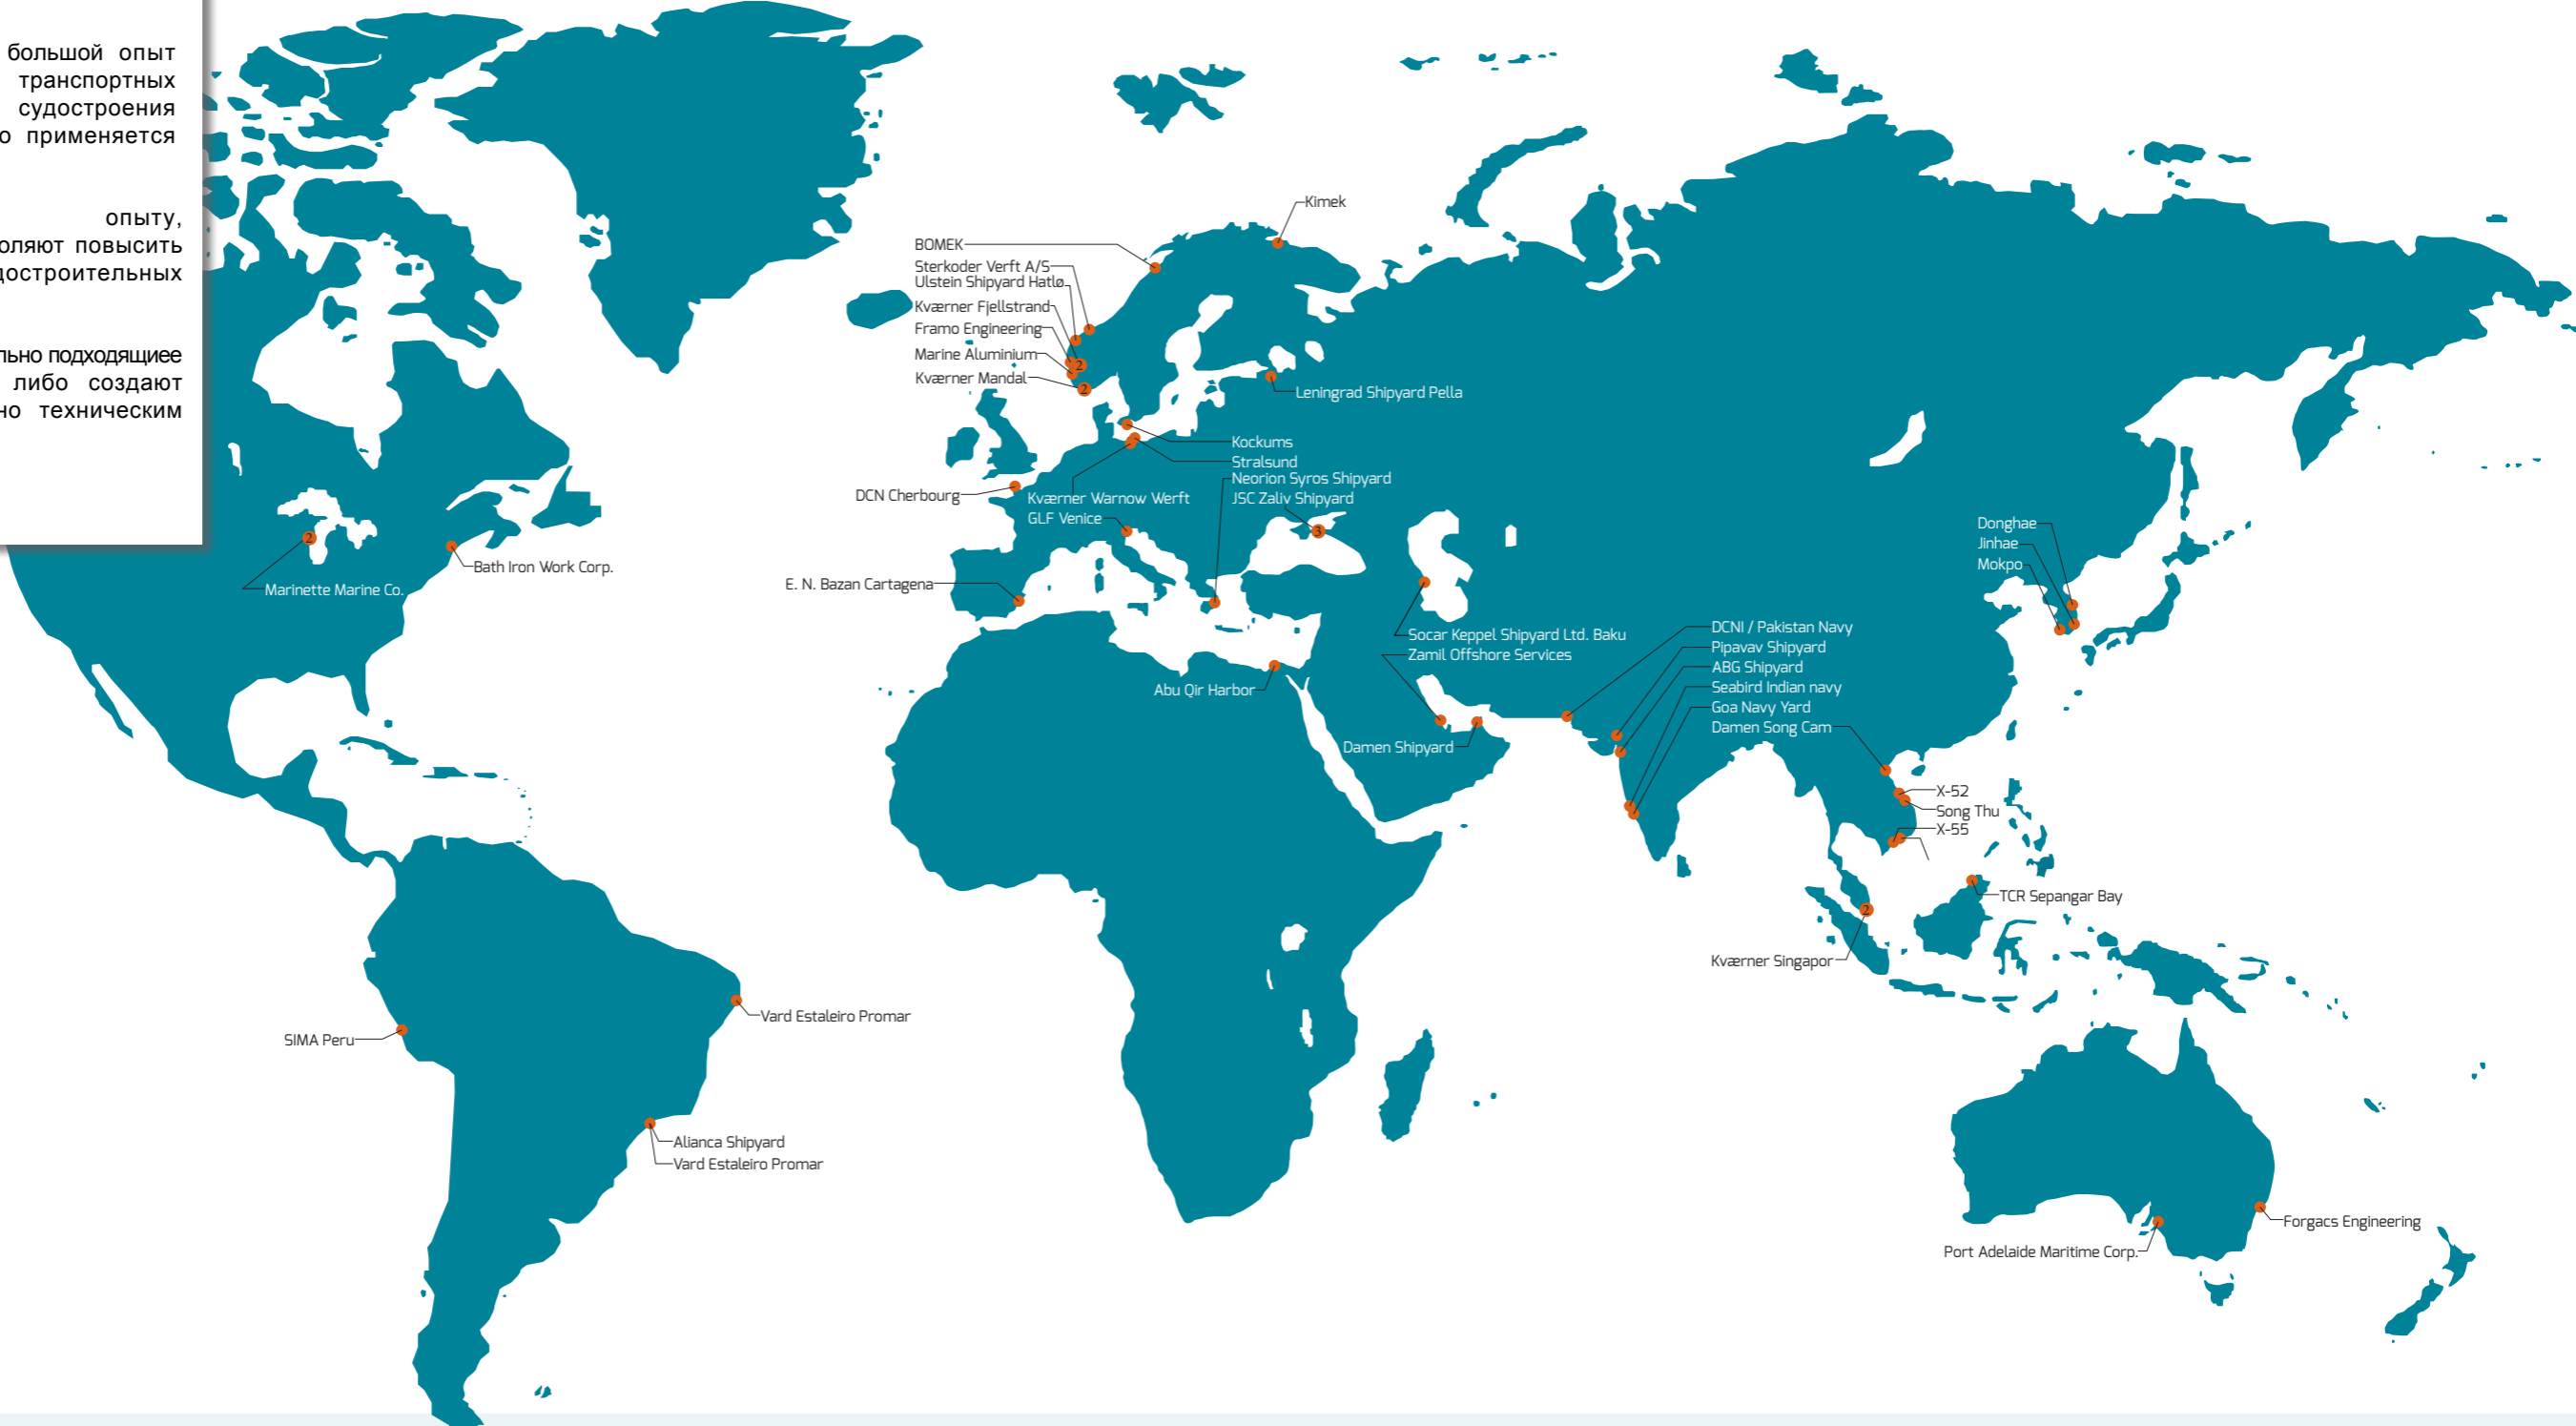 большой опыт
транспортных
судостроения
о применяется
опыту,
оляют повысить
достроительных
льно подходящиее
либо создают
но техническим
Kimek
BOMEK
Sterkoder Verft A/S
Ulstein Shipyard Hatlø
Kværner Fjellstrand
Framo Engineering
2
Marine Aluminium
Kværner Mandal
2
Leningrad Shipyard Pella
Kockums
Stralsund
Neorion Syros Shipyard
DCN Cherbourg
Kværner Warnow Werft
JSC Zaliv Shipyard
GLF Venice
3
2
Bath Iron Work Corp.
Marinette Marine Co.
E. N. Bazan Cartagena
Donghae
Jinhae
Mokpo
Socar Keppel Shipyard Ltd. Baku
Zamil Offshore Services
DCNI / Pakistan Navy
Pipavav Shipyard
ABG Shipyard
Seabird Indian navy
Goa Navy Yard
Damen Song Cam
Abu Qir Harbor
Damen Shipyard
X-52
Song Thu
X-55
TCR Sepangar Bay
2
Kværner Singapor
Vard Estaleiro Promar
SIMA Peru
Alianca Shipyard
Vard Estaleiro Promar
Forgacs Engineering
Port Adelaide Maritime Corp.